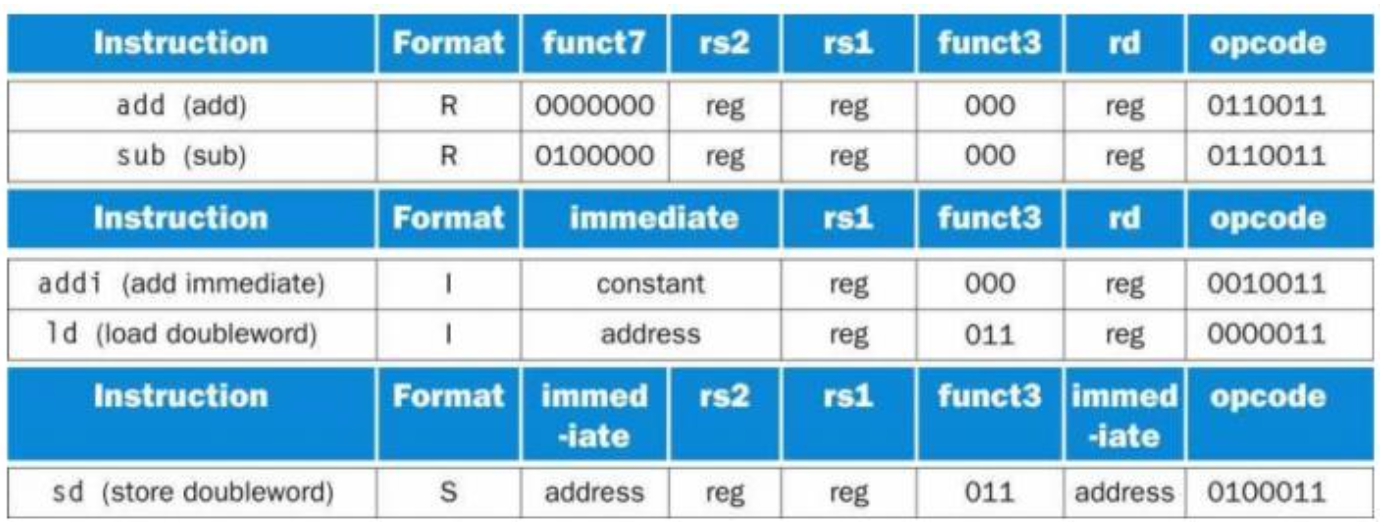 Instruction Format funct7 rs2 rs1 funct3 rd opcode
add (add) R 0000000 reg reg 000 reg 0110011
sub (sub) R 0100000 reg reg 000 reg 0110011
Instruction Format immediate rs1 funct3 rd opcode
addi (add immediate) I constant reg 000 reg 0010011
ld (load doubleword) I address reg 011 reg 0000011
Instruction Format immed rs2 rs1 funct3 immed opcode
-iate -iate
sd (store doubleword) S address reg reg 011 address 0100011